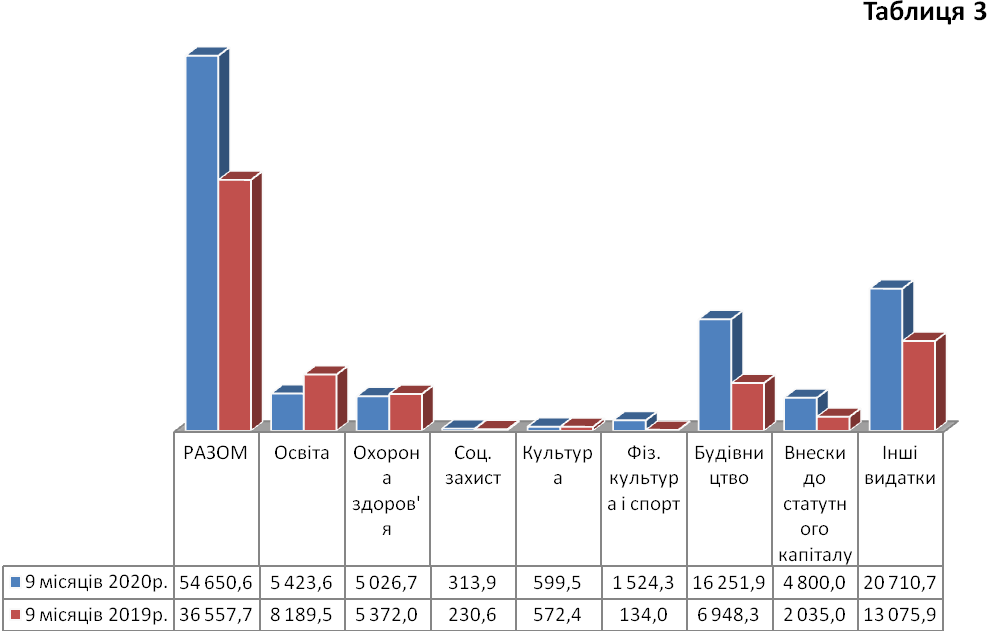 Таблиця 3
РАЗОМ Освіта Охорон Соц. Культур Фіз. Будівни Внески Інші
а захист а культур цтво до видатки
здоров' а і спорт статутн
я ого
капіталу
9 місяців 2020р. 54 650,6 5 423,6 5 026,7 313,9 599,5 1 524,3 16 251,9 4 800,0 20 710,7
9 місяців 2019р. 36 557,7 8 189,5 5 372,0 230,6 572,4 134,0 6 948,3 2 035,0 13 075,9